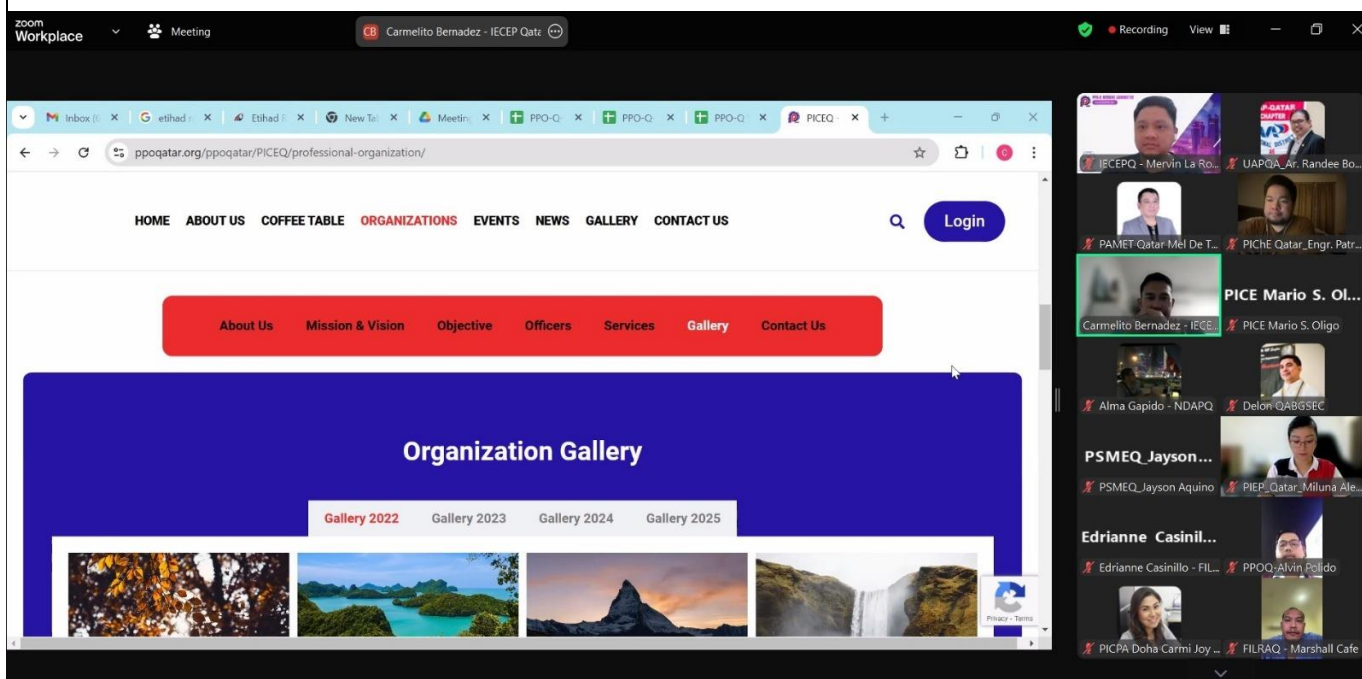 zoom
Workplace
Meeting
CB Carmelito Bernadez - IECEP Qata
Recording View
Inbox (6 etihad r Etihad R New Ta Meetin PPO-Q- PPO-Q PPO-Q PICEQ -
ppoqatar.org/ppoqatar/PICEQ/professional-organization/
C
HOME ABOUT US COFFEE TABLE ORGANIZATIONS EVENTS NEWS GALLERY CONTACT US Login
About Us Mission & Vision Objective Officers Services Gallery Contact Us
Organization Gallery
Gallery 2022 Gallery 2023 Gallery 2024 Gallery 2025
Privacy - Terms
IECEPQ - Mervin La Ro...
UAPQA_Ar. Randee Bo...
PAMET Qatar Mel De T...
PIChE Qatar_Engr. Patr...
Carmelito Bernadez - IECE...
PICE Mario S. Ol...
PICE Mario S. Oligo
Alma Gapido - NDAPQ
Delon QABGSEC
PSMEQ_Jayson...
PSMEQ_Jayson Aquino
PIEP_Qatar_Miluna Ale...
Edrianne Casinil...
Edrianne Casinillo - FIL...
PPOQ-Alvin Polido
PICPA Doha Carmi Joy ...
FILRAQ - Marshall Cafe